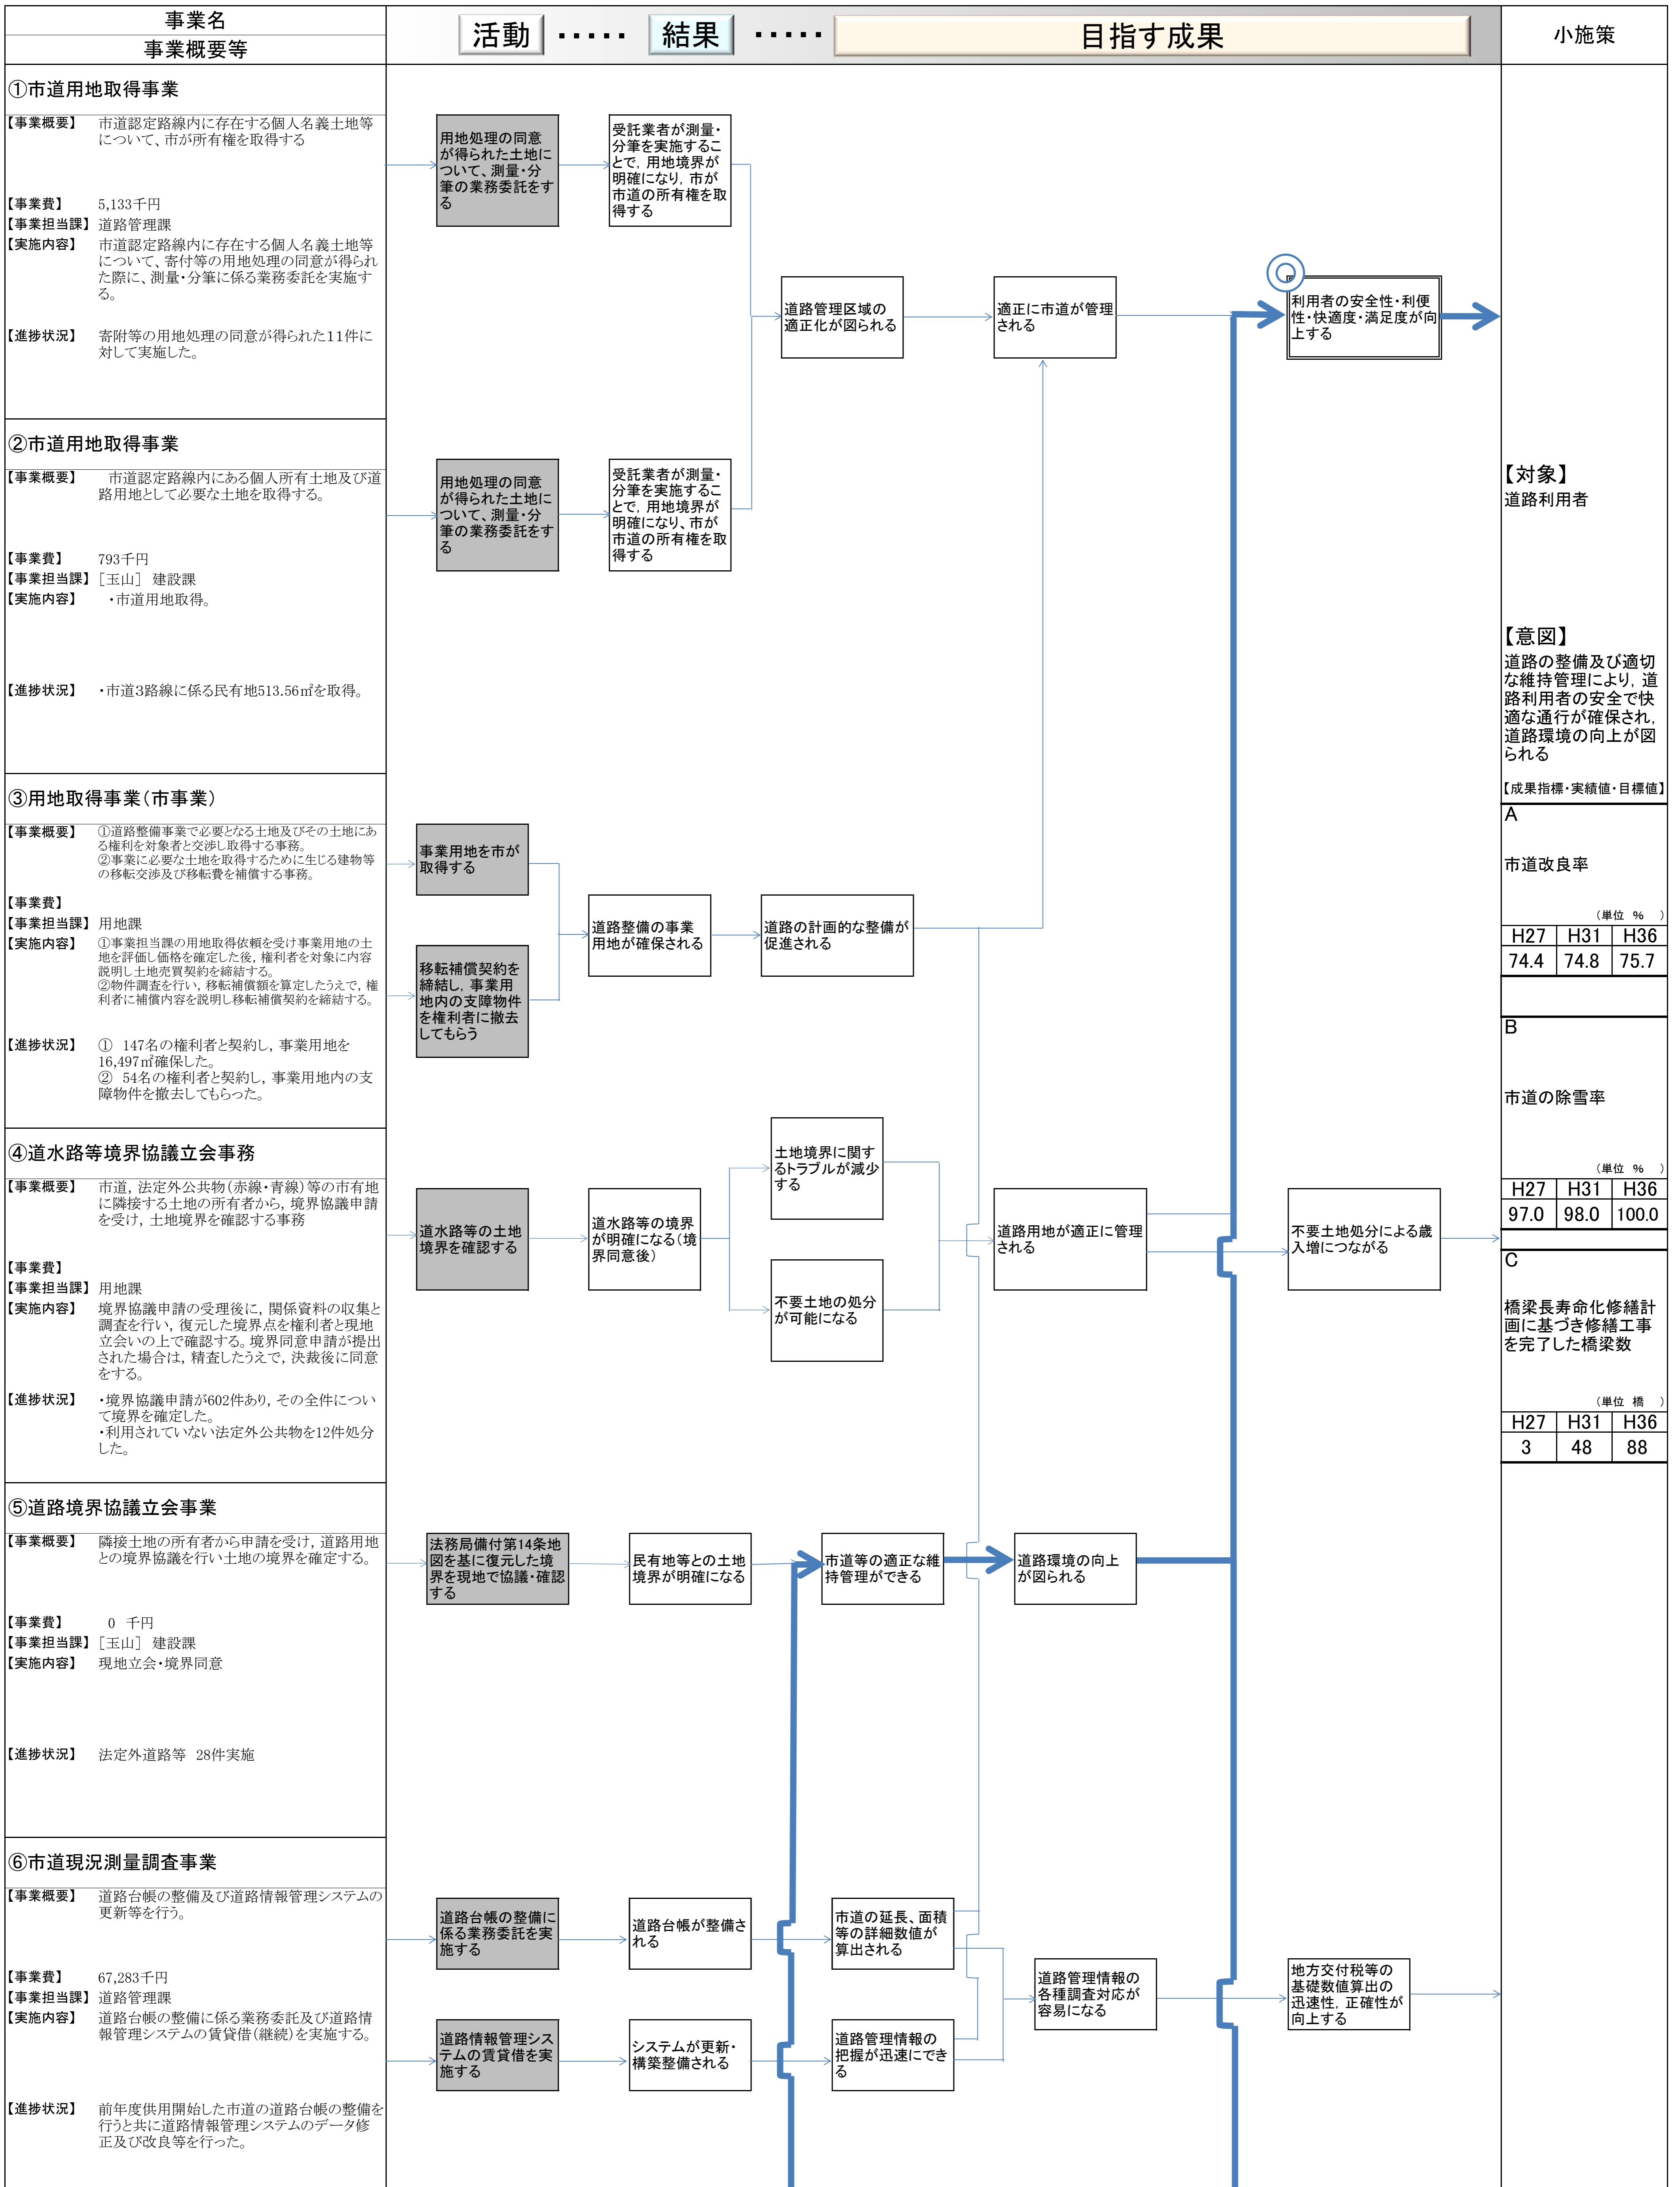 事業名
事業概要等
活動 ・・・・・ 結果 ・・・・・ 目指す成果
小施策
①市道用地取得事業
【事業概要】 市道認定路線内に存在する個人名義土地等
について、市が所有権を取得する
【事業費】 5,133千円
【事業担当課】 道路管理課
【実施内容】 市道認定路線内に存在する個人名義土地等
について、寄付等の用地処理の同意が得られ
た際に、測量・分筆に係る業務委託を実施す
る。
【進捗状況】 寄附等の用地処理の同意が得られた11件に
対して実施した。
用地処理の同意
が得られた土地に
ついて、測量・分
筆の業務委託をす
る
受託業者が測量・
分筆を実施するこ
とで,用地境界が
明確になり,市が
市道の所有権を取
得する
道路管理区域の
適正化が図られる
適正に市道が管理
される
利用者の安全性・利便
性・快適度・満足度が向
上する
②市道用地取得事業
【事業概要】 市道認定路線内にある個人所有土地及び道
路用地として必要な土地を取得する。
【事業費】 793千円
【事業担当課】 [玉山] 建設課
【実施内容】 ・市道用地取得。
【進捗状況】 ・市道3路線に係る民有地513.56㎡を取得。
用地処理の同意
が得られた土地に
ついて、測量・分
筆の業務委託をす
る
受託業者が測量・
分筆を実施するこ
とで、用地境界が
明確になり、市が
市道の所有権を取
得する
③用地取得事業(市事業)
【事業概要】 ①道路整備事業で必要となる土地及びその土地にあ
る権利を対象者と交渉し取得する事務。
②事業に必要な土地を取得するために生じる建物等
の移転交渉及び移転費を補償する事務。
【事業費】
【事業担当課】 用地課
【実施内容】 ①事業担当課の用地取得依頼を受け事業用地の土
地を評価し価格を確定した後,権利者を対象に内容
説明し土地売買契約を締結する。
②物件調査を行い,移転補償額を算定したうえで,権
利者に補償内容を説明し移転補償契約を締結する。
【進捗状況】 ① 147名の権利者と契約し,事業用地を
16,497㎡確保した。
② 54名の権利者と契約し,事業用地内の支
障物件を撤去してもらった。
事業用地を市が
取得する
移転補償契約を
締結し,事業用
地内の支障物件
を権利者に撤去
してもらう
道路整備の事業
用地が確保される
道路の計画的な整備が
促進される
④道水路等境界協議立会事務
【事業概要】 市道,法定外公共物(赤線・青線)等の市有地
に隣接する土地の所有者から,境界協議申請
を受け,土地境界を確認する事務
【事業費】
【事業担当課】 用地課
【実施内容】 境界協議申請の受理後に,関係資料の収集と
調査を行い,復元した境界点を権利者と現地
立会いの上で確認する。境界同意申請が提出
された場合は,精査したうえで,決裁後に同意
をする。
【進捗状況】 ・境界協議申請が602件あり,その全件につい
て境界を確定した。
・利用されていない法定外公共物を12件処分
した。
道水路等の土地
境界を確認する
道水路等の境界
が明確になる(境
界同意後)
土地境界に関す
るトラブルが減少
する
不要土地の処分
が可能になる
道路用地が適正に管理
される
不要土地処分による歳
入増につながる
⑤道路境界協議立会事業
【事業概要】 隣接土地の所有者から申請を受け,道路用地
との境界協議を行い土地の境界を確定する。
【事業費】 0 千円
【事業担当課】 [玉山] 建設課
【実施内容】 現地立会・境界同意
【進捗状況】 法定外道路等 28件実施
法務局備付第14条地
図を基に復元した境
界を現地で協議・確認
する
民有地等との土地
境界が明確になる
市道等の適正な維
持管理ができる
道路環境の向上
が図られる
⑥市道現況測量調査事業
【事業概要】 道路台帳の整備及び道路情報管理システムの
更新等を行う。
【事業費】 67,283千円
【事業担当課】 道路管理課
【実施内容】 道路台帳の整備に係る業務委託及び道路情
報管理システムの賃貸借(継続)を実施する。
【進捗状況】 前年度供用開始した市道の道路台帳の整備を
行うと共に道路情報管理システムのデータ修
正及び改良等を行った。
道路台帳の整備に
係る業務委託を実
施する
道路台帳が整備さ
れる
市道の延長、面積
等の詳細数値が
算出される
道路情報管理シス
テムの賃貸借を実
施する
システムが更新・
構築整備される
道路管理情報の
把握が迅速にでき
る
道路管理情報の
各種調査対応が
容易になる
地方交付税等の
基礎数値算出の
迅速性,正確性が
向上する
【対象】
道路利用者
【意図】
道路の整備及び適切
な維持管理により,道
路利用者の安全で快
適な通行が確保され,
道路環境の向上が図
られる
【成果指標・実績値・目標値】
A
市道改良率
(単位 % )
H27 H31 H36
74.4 74.8 75.7
B
市道の除雪率
(単位 % )
H27 H31 H36
97.0 98.0 100.0
C
橋梁長寿命化修繕計
画に基づき修繕工事
を完了した橋梁数
(単位 橋 )
H27 H31 H36
3 48 88